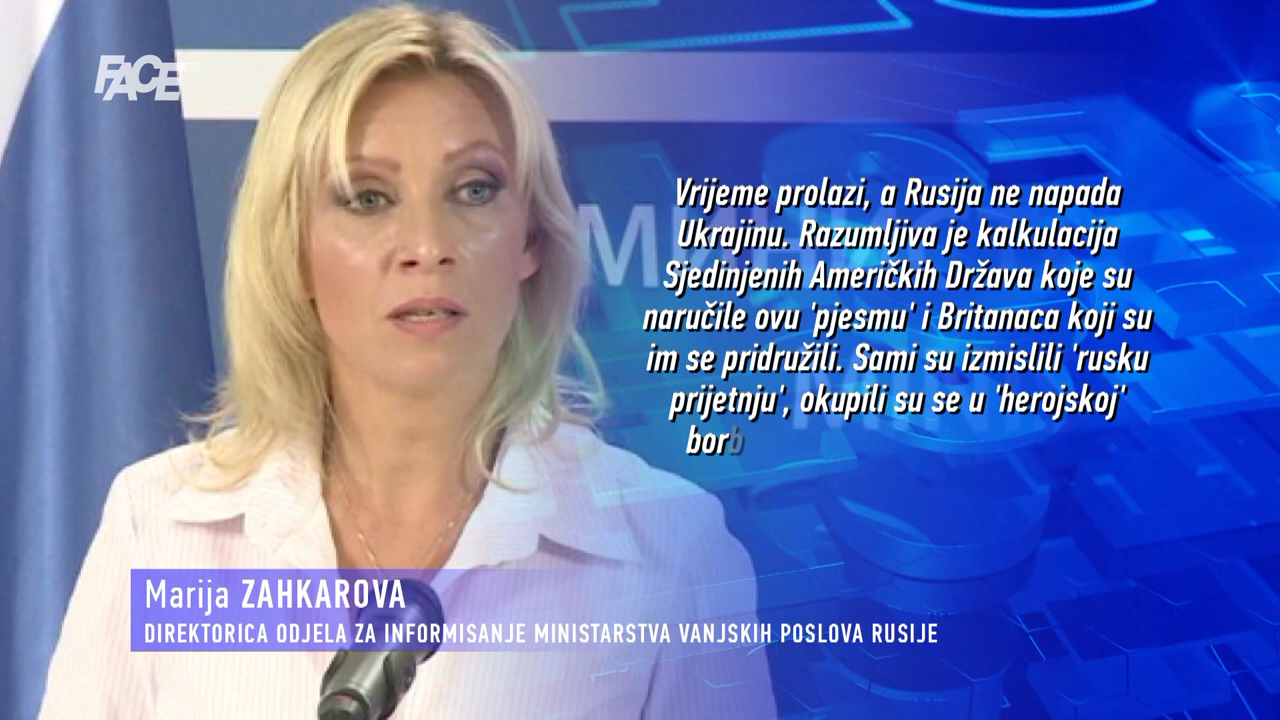 FACE
Vrijeme prolazi, a Rusija ne napada
Ukrajinu. Razumljiva je kalkulacija
Sjedinjenih Američkih Država koje su
naručile ovu 'pjesmu' i Britanaca koji su
im se pridružili. Sami su izmislili 'rusku
prijetnju', okupili su se u 'herojskoj'
borb
Marija ZAHKAROVA
DIREKTORICA ODJELA ZA INFORMISANJE MINISTARSTVA VANJSKIH POSLOVA RUSIJE